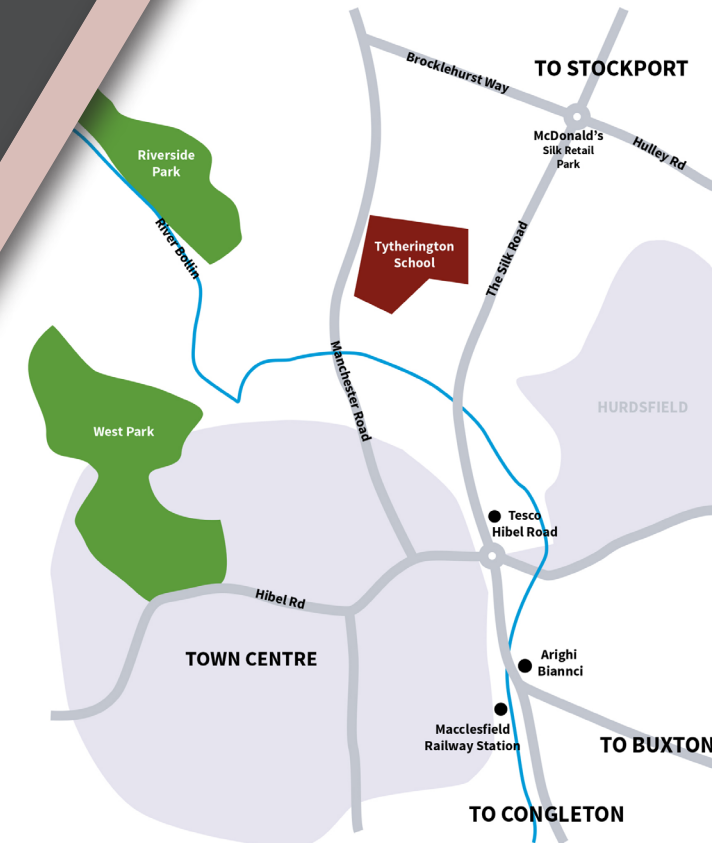 Brocklehurst Way
TO STOCKPORT
McDonald's
Silk Retail
Park
Hulley Rd
Riverside
Park
River Bollin
Tytherington
School
The Silk Road
Manchester Road
HURDSFIELD
West Park
Tesco
Hibel Road
Hibel Rd
TOWN CENTRE
Arighi
Biannci
Macclesfield
Railway Station
TO BUXTON
TO CONGLETON